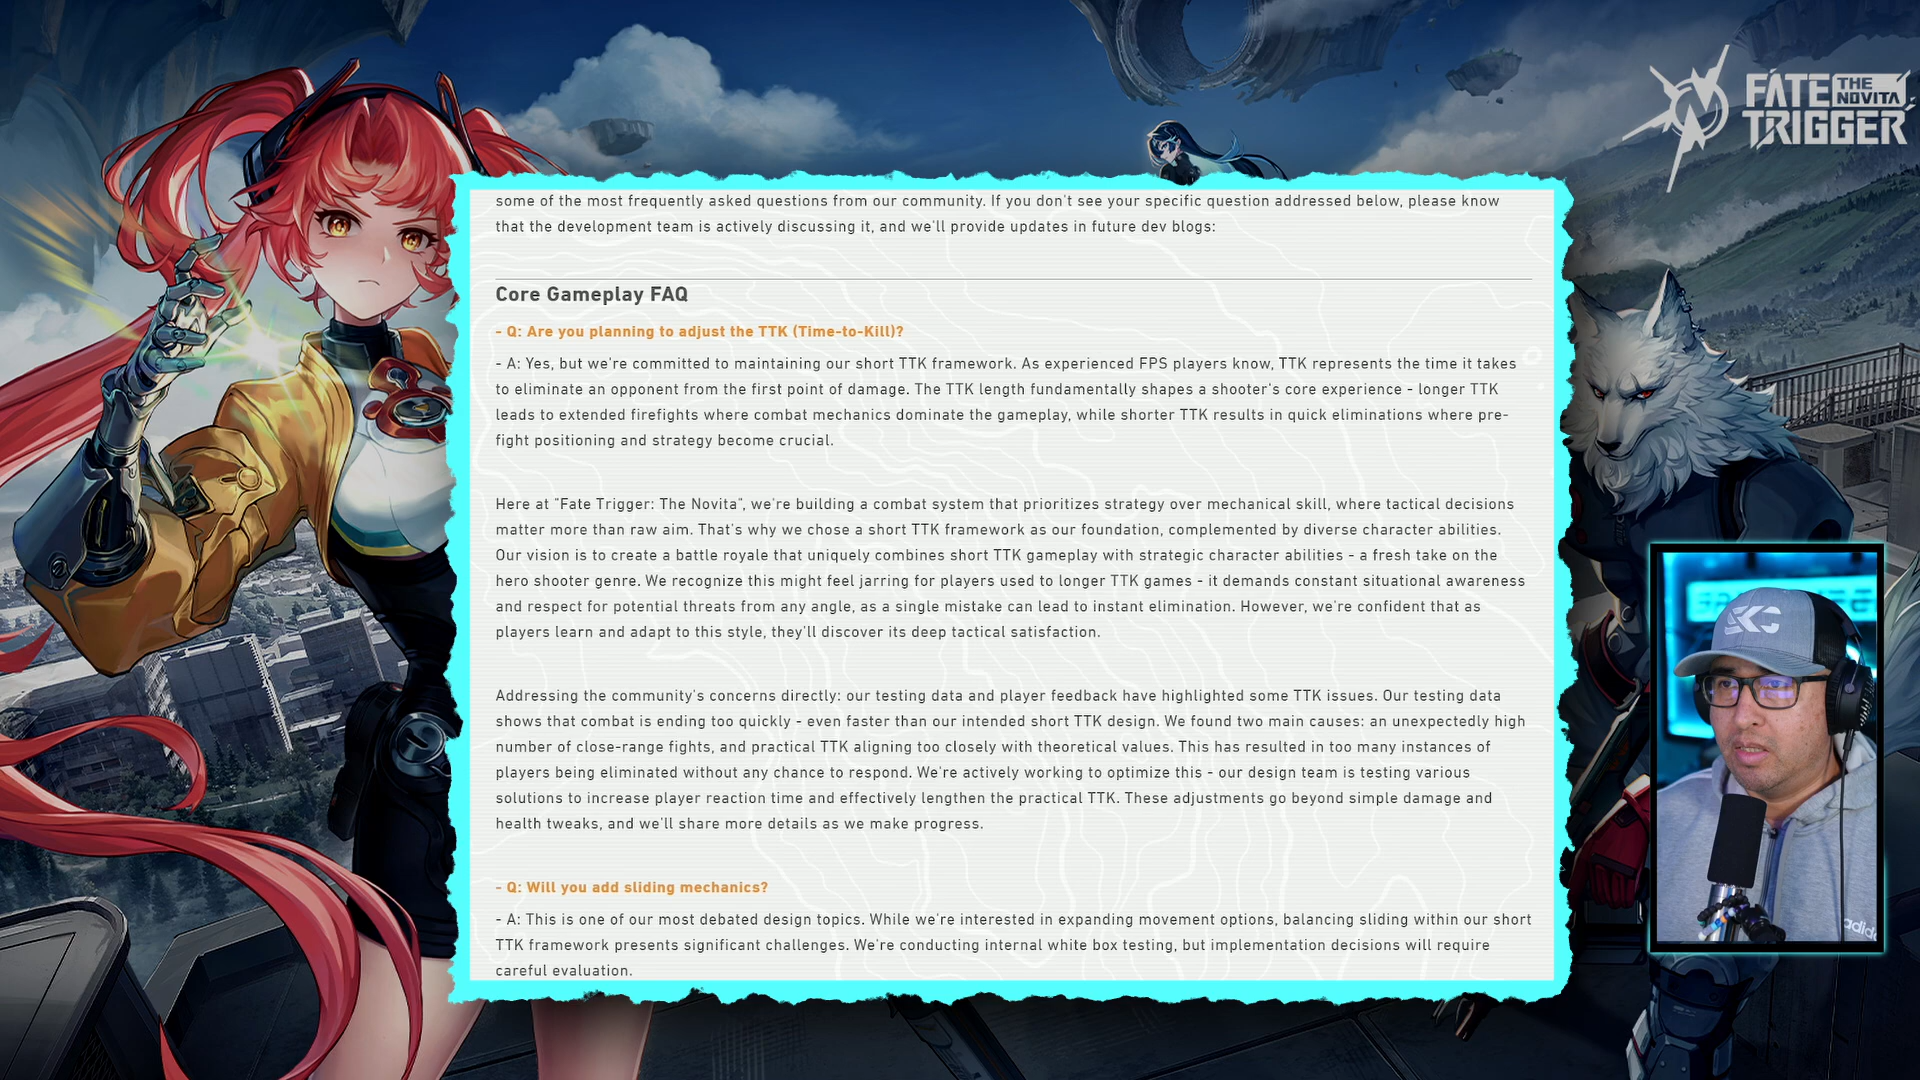 FATE THE NOVITA TRIGGER
some of the most frequently asked questions from our community. If you don't see your specific question addressed below, please know
that the development team is actively discussing it, and we'll provide updates in future dev blogs:
Core Gameplay FAQ
- Q: Are you planning to adjust the TTK (Time-to-Kill)?
- A: Yes, but we're committed to maintaining our short TTK framework. As experienced FPS players know, TTK represents the time it takes
to eliminate an opponent from the first point of damage. The TTK length fundamentally shapes a shooter's core experience - longer TTK
leads to extended firefights where combat mechanics dominate the gameplay, while shorter TTK results in quick eliminations where pre-
fight positioning and strategy become crucial.
Here at "Fate Trigger: The Novita", we're building a combat system that prioritizes strategy over mechanical skill, where tactical decisions
matter more than raw aim. That's why we chose a short TTK framework as our foundation, complemented by diverse character abilities.
Our vision is to create a battle royale that uniquely combines short TTK gameplay with strategic character abilities - a fresh take on the
hero shooter genre. We recognize this might feel jarring for players used to longer TTK games - it demands constant situational awareness
and respect for potential threats from any angle, as a single mistake can lead to instant elimination. However, we're confident that as
players learn and adapt to this style, they'll discover its deep tactical satisfaction.
Addressing the community's concerns directly: our testing data and player feedback have highlighted some TTK issues. Our testing data
shows that combat is ending too quickly - even faster than our intended short TTK design. We found two main causes: an unexpectedly high
number of close-range fights, and practical TTK aligning too closely with theoretical values. This has resulted in too many instances of
players being eliminated without any chance to respond. We're actively working to optimize this - our design team is testing various
solutions to increase player reaction time and effectively lengthen the practical TTK. These adjustments go beyond simple damage and
health tweaks, and we'll share more details as we make progress.
- Q: Will you add sliding mechanics?
- A: This is one of our most debated design topics. While we're interested in expanding movement options, balancing sliding within our short
TTK framework presents significant challenges. We're conducting internal white box testing, but implementation decisions will require
careful evaluation.
SKG